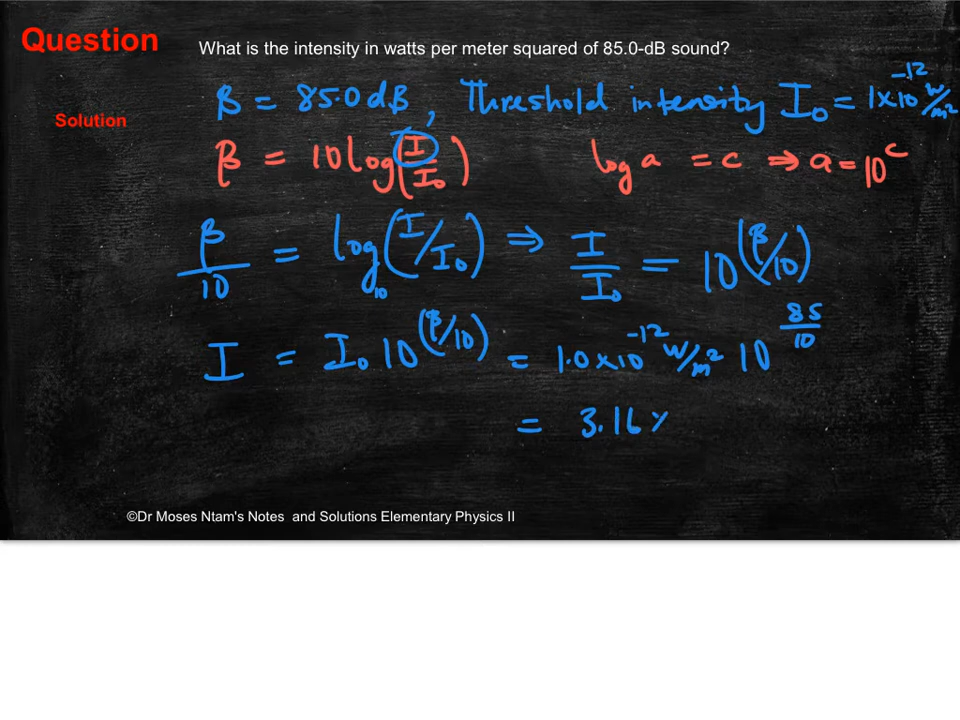 Question
What is the intensity in watts per meter squared of 85.0-dB sound?
Solution
β = 85.0 dB, Threshold intensity I₀ = 1×10⁻¹² W/m²
β = 10 log(I/I₀)    log a = c ⇒ a = 10ᶜ
β/10 = log₁₀(I/I₀) ⇒ I/I₀ = 10^(β/10)
I = I₀ 10^(β/10) = 1.0×10⁻¹² W/m² 10^(85/10)
= 3.16 ×
©Dr Moses Ntam's Notes and Solutions Elementary Physics II